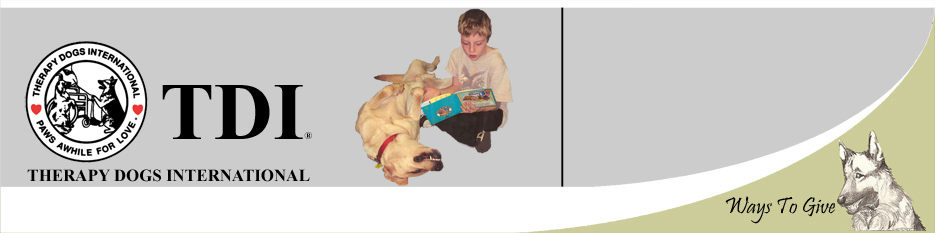 THERAPY DOGS INTERNATIONAL
PAWS AWHILE FOR LOVE
TDI®
THERAPY DOGS INTERNATIONAL
Ways To Give